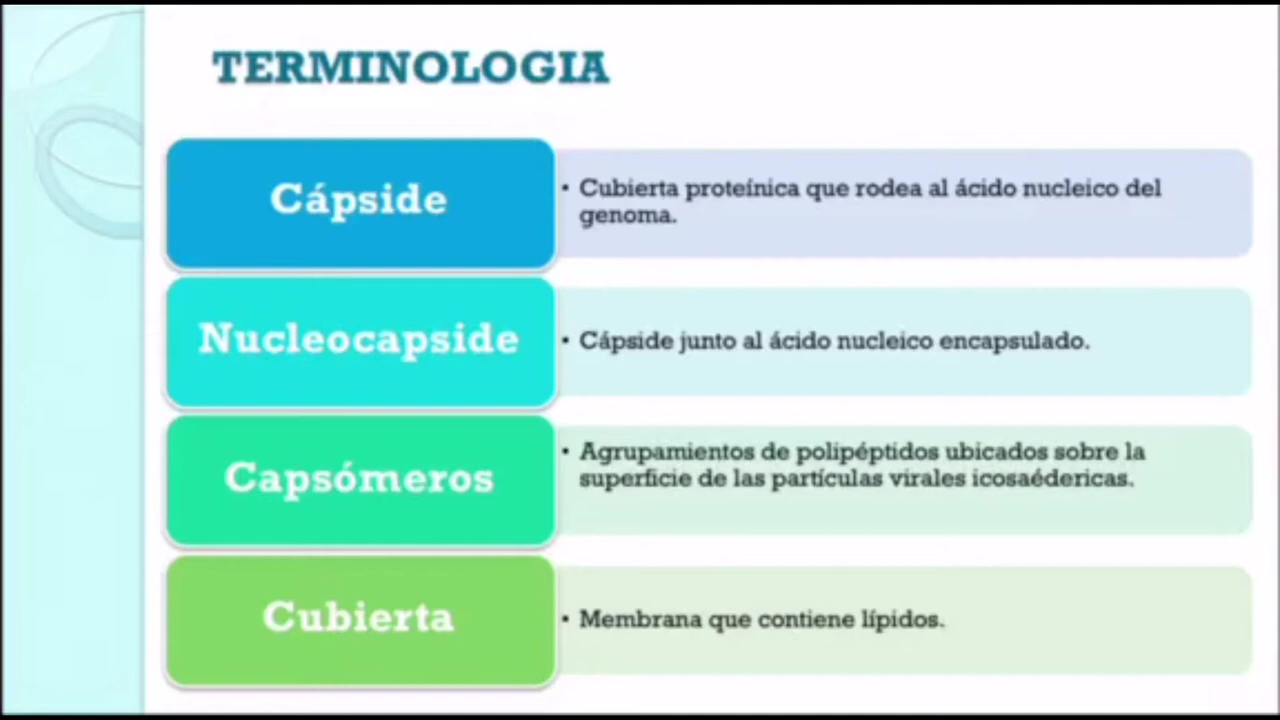 TERMINOLOGIA
Cápside
• Cubierta proteínica que rodea al ácido nucleico del
genoma.
Nucleocapside
• Cápside junto al ácido nucleico encapsulado.
Capsómeros
• Agrupamientos de polipéptidos ubicados sobre la
superficie de las partículas virales icosaédericas.
Cubierta
• Membrana que contiene lípidos.